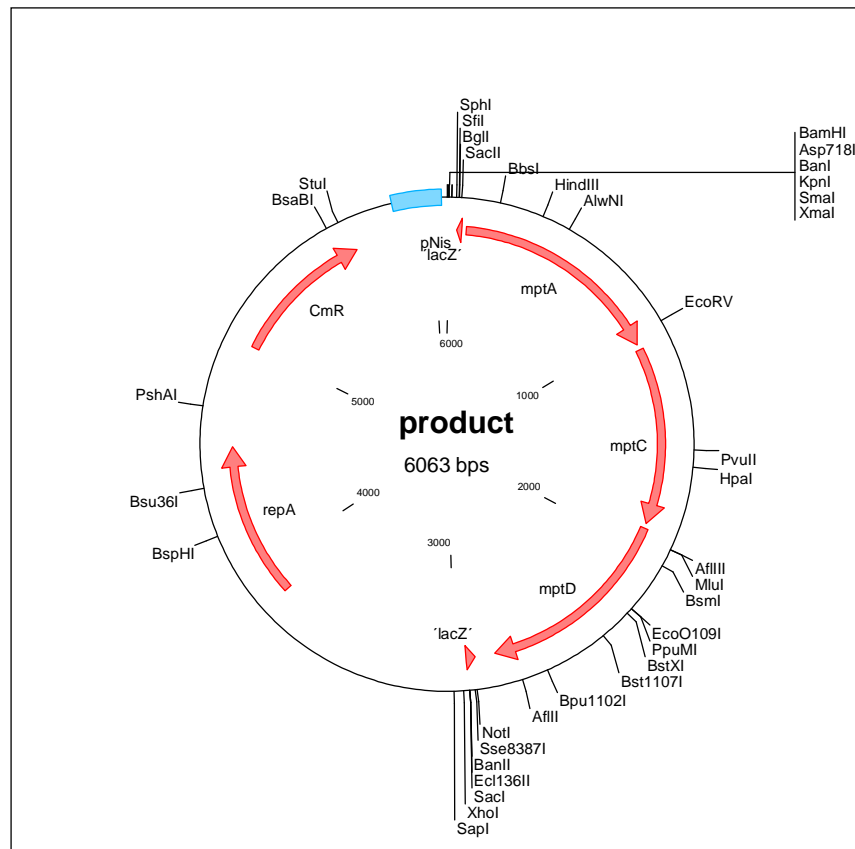 SphI
SfiI
BglI
SacII
BbsI
HindIII
AlwNI
BamHI
Asp718I
BanI
KpnI
SmaI
XmaI
StuI
BsaBI
pNis
´lacZ´
mptA
CmR
EcoRV
6000
5000
1000
PshAI
product
mptC
6063 bps
PvuII
HpaI
Bsu36I
repA
4000
2000
BspHI
3000
AflIII
MluI
BsmI
mptD
EcoO109I
PpuMI
BstXI
Bst1107I
´lacZ´
Bpu1102I
AflII
NotI
Sse8387I
BanII
Ecl136II
SacI
XhoI
SapI